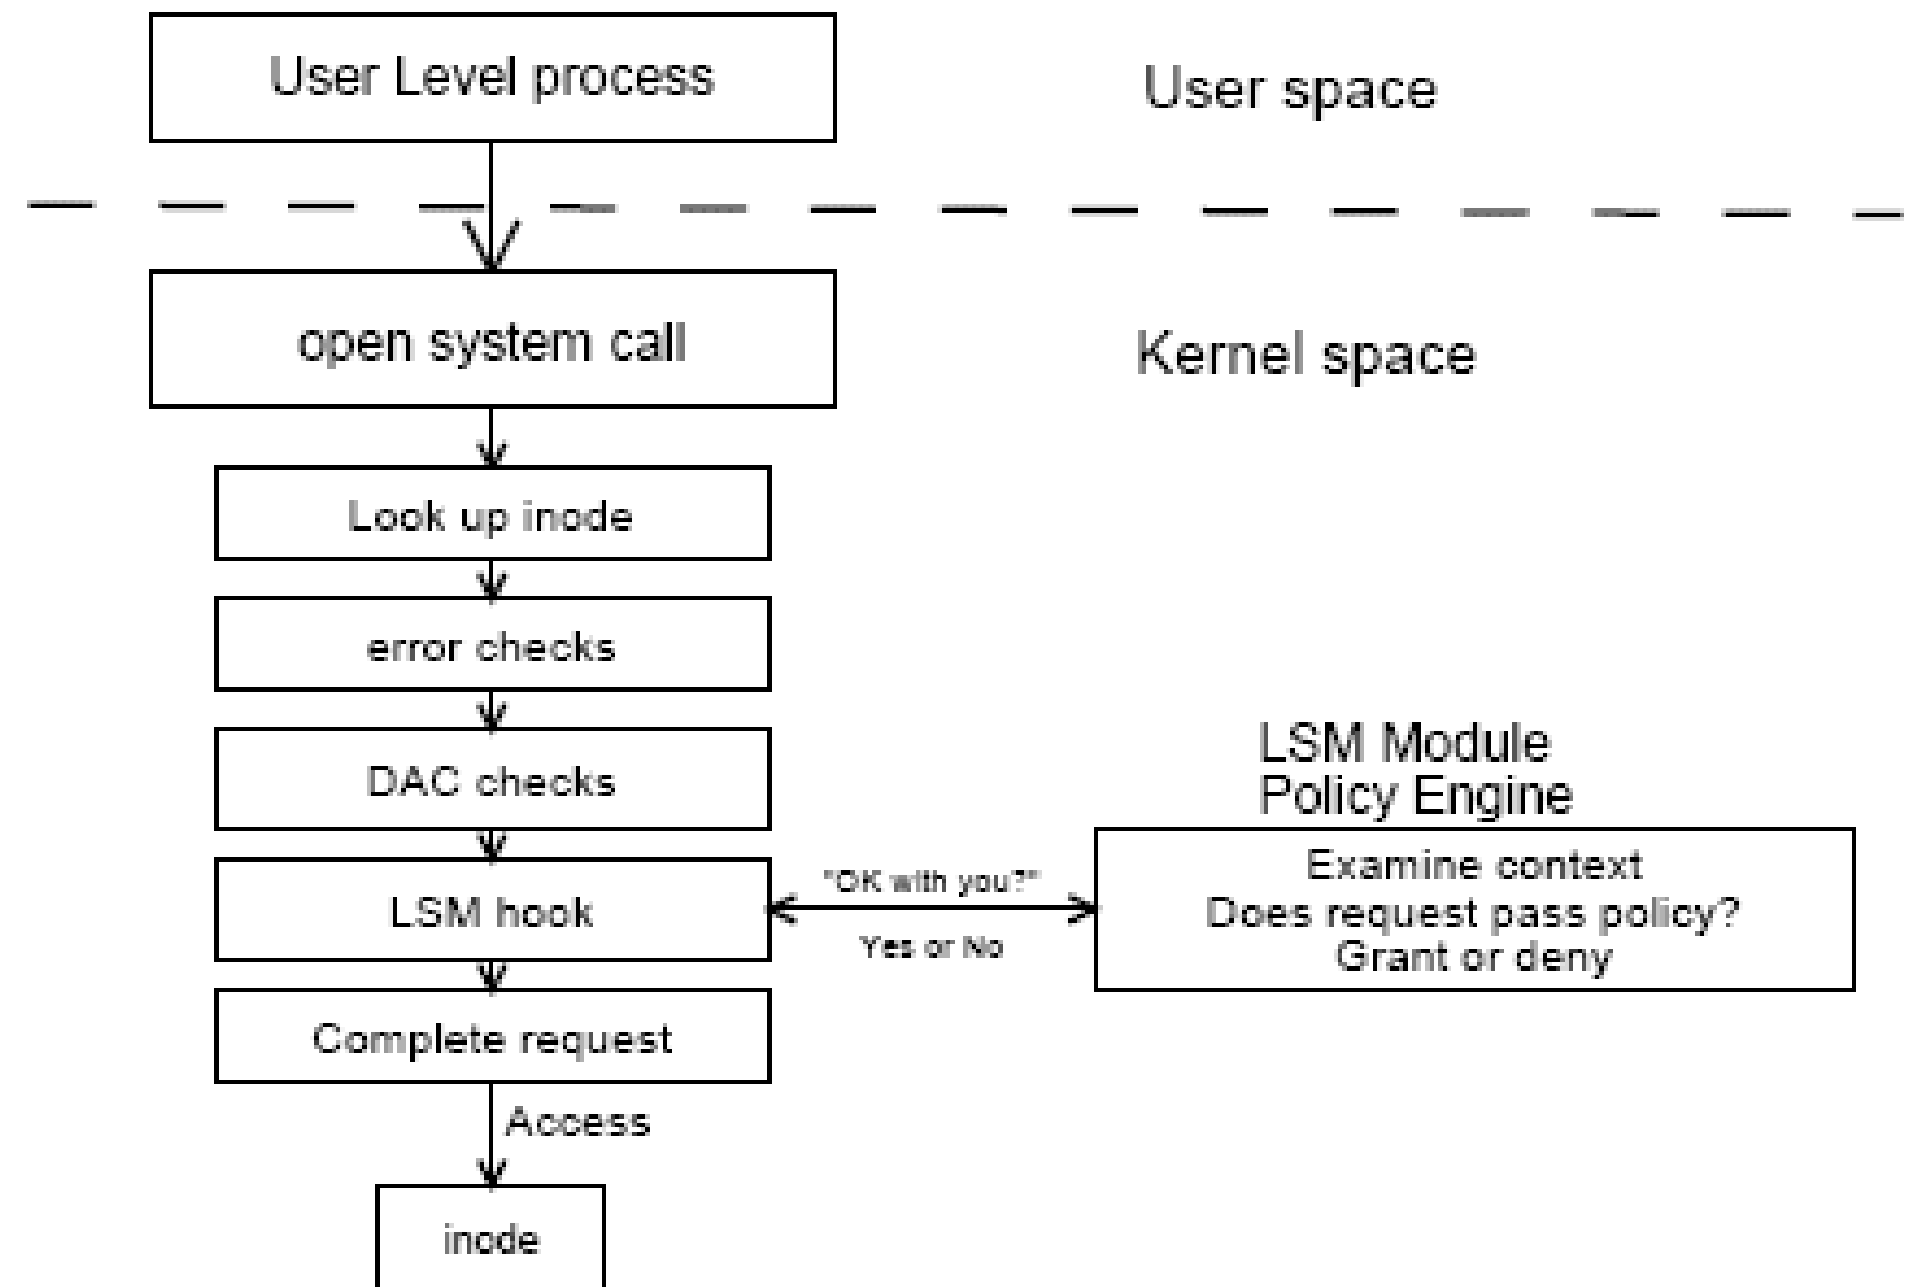 User Level process
User space
open system call
Kernel space
Look up inode
error checks
DAC checks
LSM Module
Policy Engine
LSM hook
"OK with you?"
Yes or No
Examine context
Does request pass policy?
Grant or deny
Complete request
Access
inode